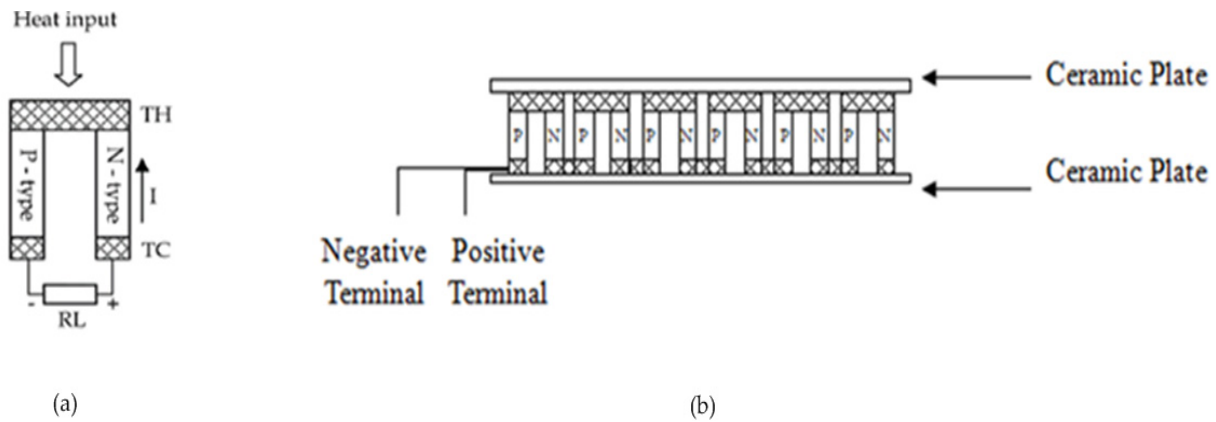 Heat input
TH
P - type
N - type
I
TC
-
+
RL
(a)
Ceramic Plate
P N P N P N P N P N P N
Ceramic Plate
Negative Positive
Terminal Terminal
(b)